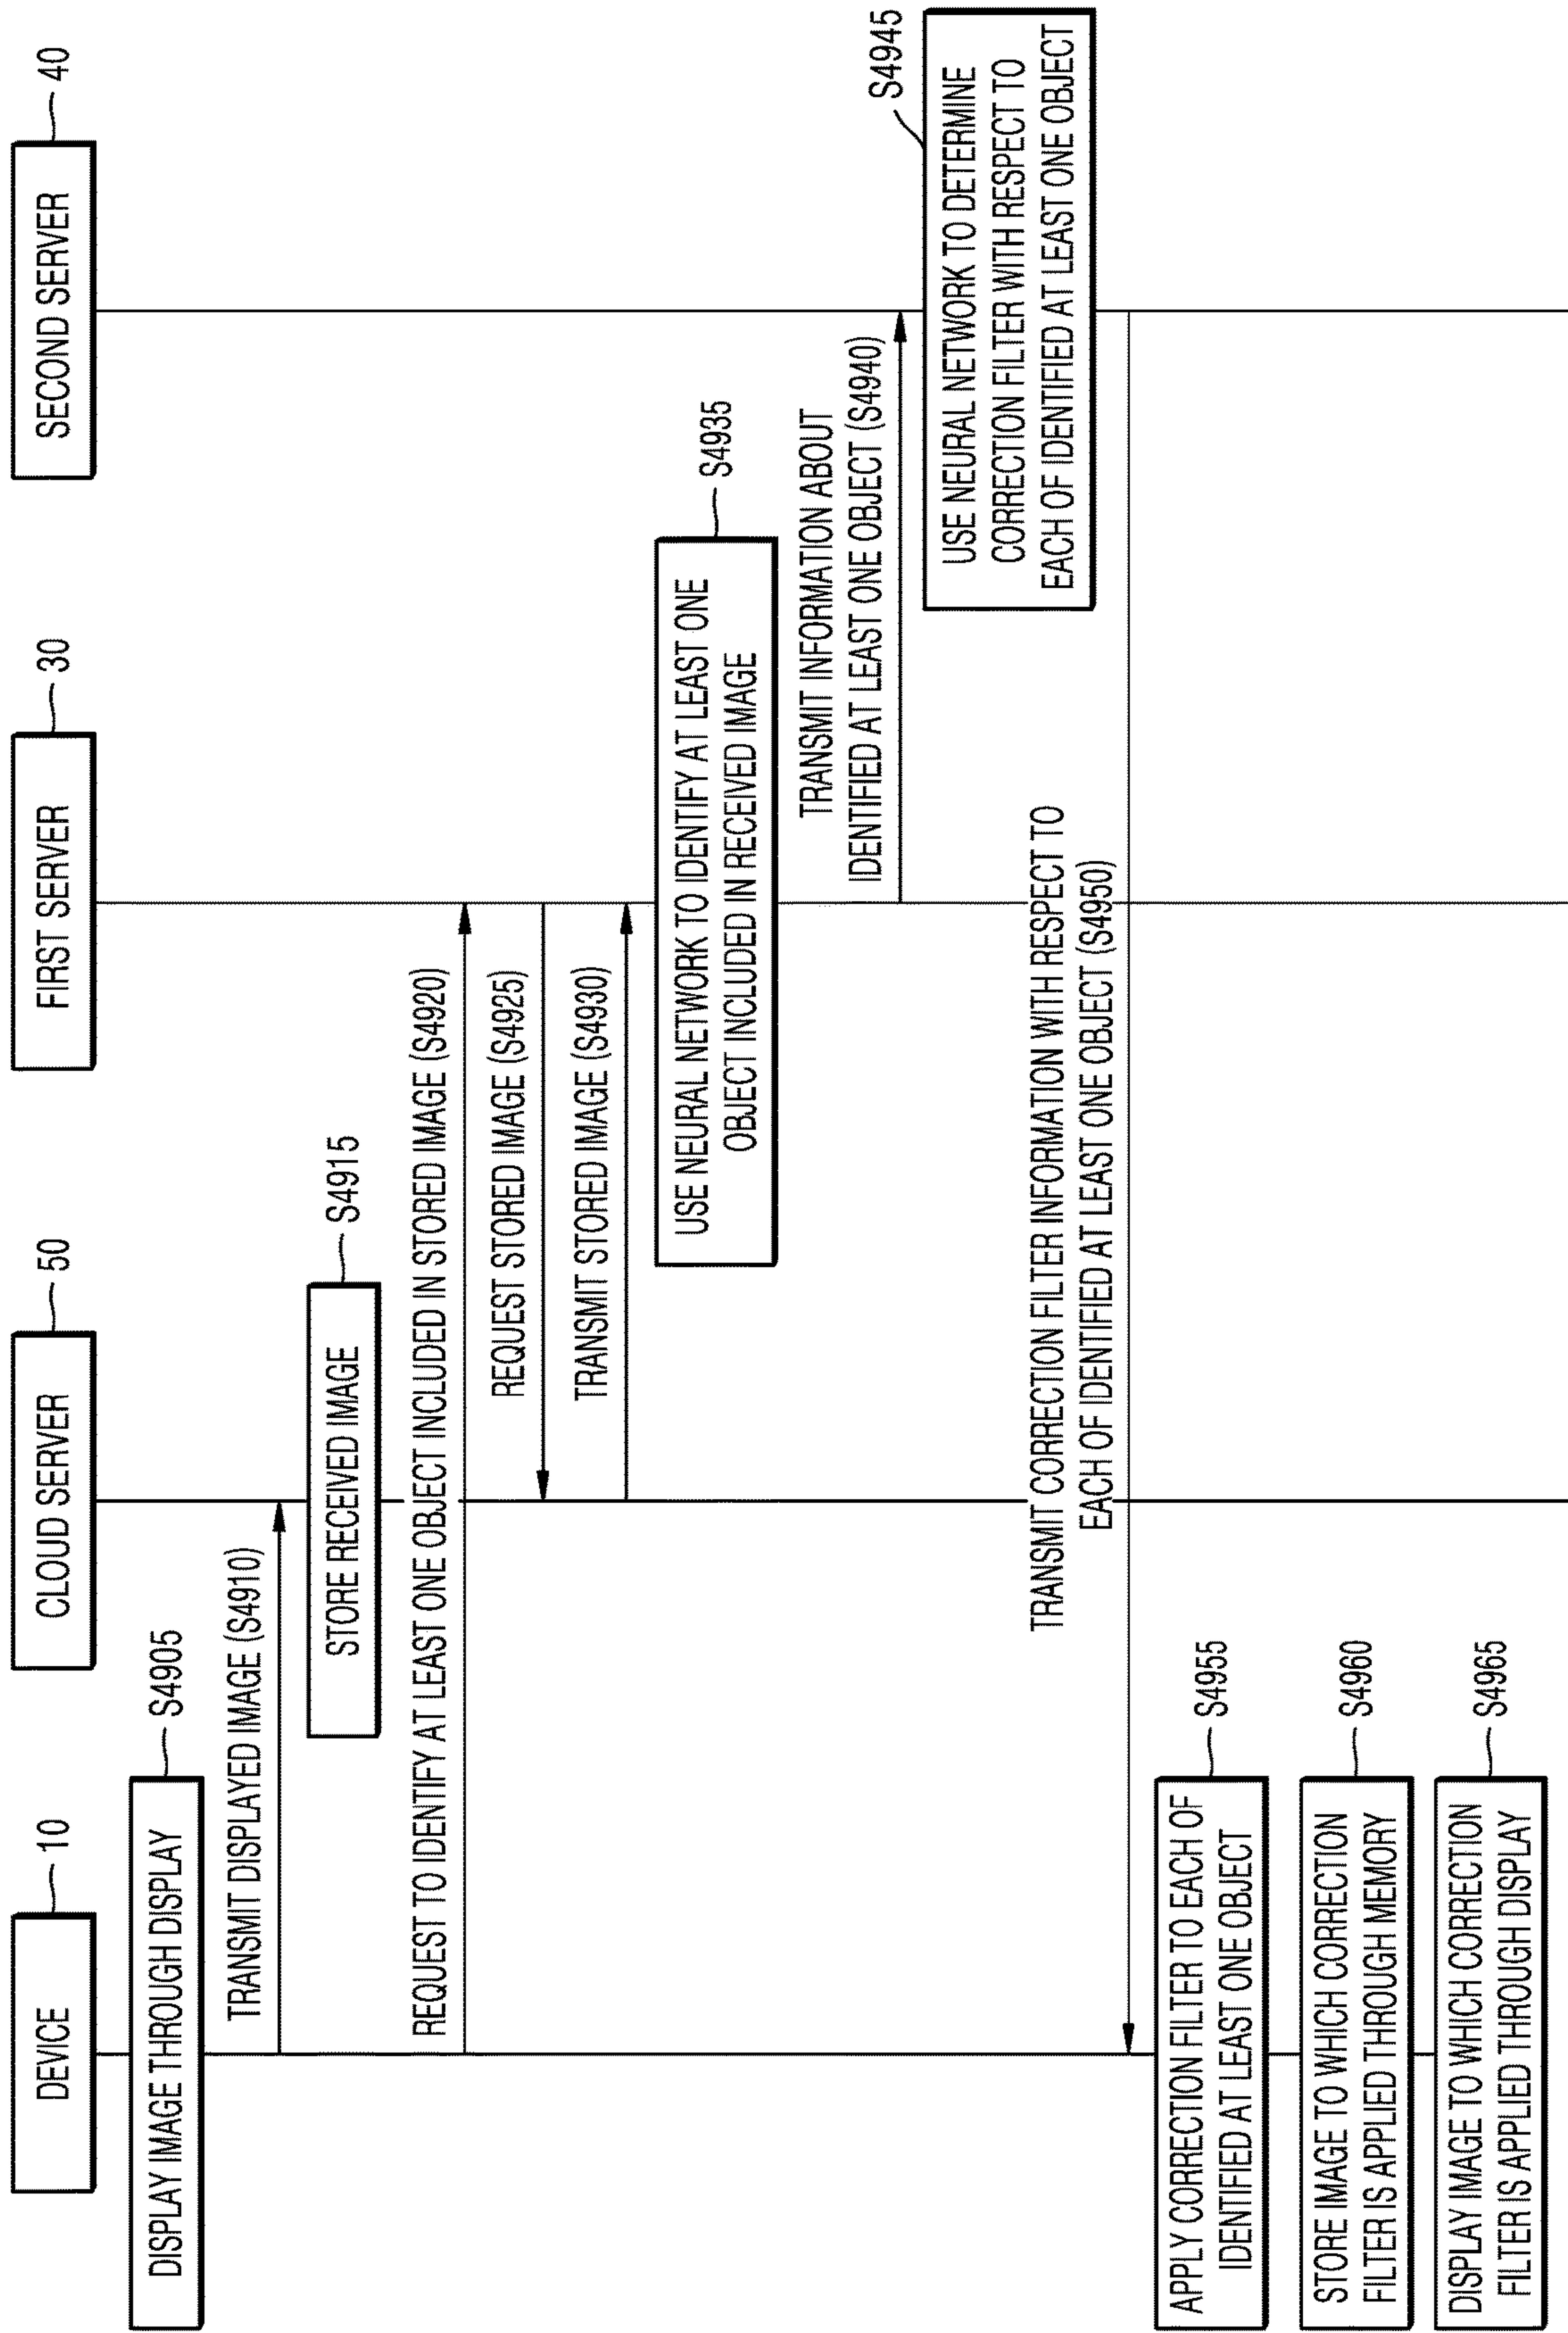 DEVICE
10
CLOUD SERVER
50
FIRST SERVER
30
SECOND SERVER
40
DISPLAY IMAGE THROUGH DISPLAY
S4905
TRANSMIT DISPLAYED IMAGE (S4910)
STORE RECEIVED IMAGE
S4915
REQUEST TO IDENTIFY AT LEAST ONE OBJECT INCLUDED IN STORED IMAGE (S4920)
REQUEST STORED IMAGE (S4925)
TRANSMIT STORED IMAGE (S4930)
USE NEURAL NETWORK TO IDENTIFY AT LEAST ONE
OBJECT INCLUDED IN RECEIVED IMAGE
S4935
TRANSMIT INFORMATION ABOUT
IDENTIFIED AT LEAST ONE OBJECT (S4940)
USE NEURAL NETWORK TO DETERMINE
CORRECTION FILTER WITH RESPECT TO
EACH OF IDENTIFIED AT LEAST ONE OBJECT
S4945
TRANSMIT CORRECTION FILTER INFORMATION WITH RESPECT TO
EACH OF IDENTIFIED AT LEAST ONE OBJECT (S4950)
APPLY CORRECTION FILTER TO EACH OF
IDENTIFIED AT LEAST ONE OBJECT
S4955
STORE IMAGE TO WHICH CORRECTION
FILTER IS APPLIED THROUGH MEMORY
S4960
DISPLAY IMAGE TO WHICH CORRECTION
FILTER IS APPLIED THROUGH DISPLAY
S4965